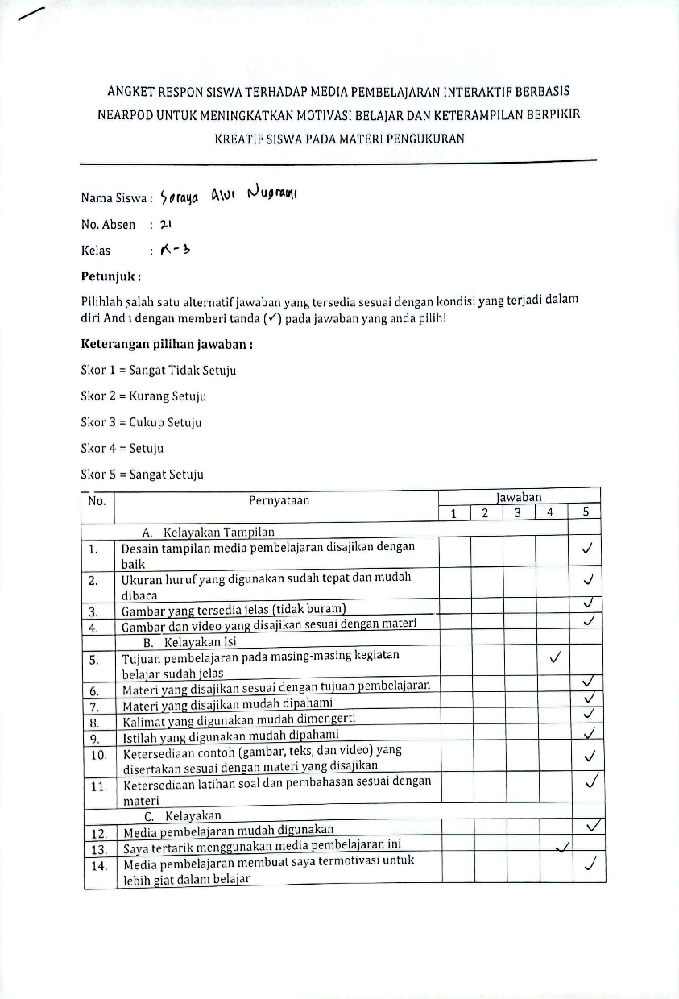 ANGKET RESPON SISWA TERHADAP MEDIA PEMBELAJARAN INTERAKTIF BERBASIS
NEARPOD UNTUK MENINGKATKAN MOTIVASI BELAJAR DAN KETERAMPILAN BERPIKIR
KREATIF SISWA PADA MATERI PENGUKURAN
Nama Siswa : Soraya
No. Absen : 21
Kelas : X-3
Petunjuk :
Pilihlah salah satu alternatif jawaban yang tersedia sesuai dengan kondisi yang terjadi dalam
diri And ı dengan memberi tanda (✓) pada jawaban yang anda pilih!
Keterangan pilihan jawaban :
Skor 1 = Sangat Tidak Setuju
Skor 2 = Kurang Setuju
Skor 3 = Cukup Setuju
Skor 4 = Setuju
Skor 5 = Sangat Setuju
No. Pernyataan Jawaban
1 2 3 4 5
A. Kelayakan Tampilan
1. Desain tampilan media pembelajaran disajikan dengan ✓
baik
2. Ukuran huruf yang digunakan sudah tepat dan mudah ✓
dibaca
3. Gambar yang tersedia jelas (tidak buram) ✓
4. Gambar dan video yang disajikan sesuai dengan materi ✓
B. Kelayakan Isi
5. Tujuan pembelajaran pada masing-masing kegiatan ✓
belajar sudah jelas
6. Materi yang disajikan sesuai dengan tujuan pembelajaran ✓
7. Materi yang disajikan mudah dipahami ✓
8. Kalimat yang digunakan mudah dimengerti ✓
9. Istilah yang digunakan mudah dipahami ✓
10. Ketersediaan contoh (gambar, teks, dan video) yang ✓
disertakan sesuai dengan materi yang disajikan
11. Ketersediaan latihan soal dan pembahasan sesuai dengan ✓
materi
C. Kelayakan
12. Media pembelajaran mudah digunakan ✓
13. Saya tertarik menggunakan media pembelajaran ini ✓
14. Media pembelajaran membuat saya termotivasi untuk ✓
lebih giat dalam belajar